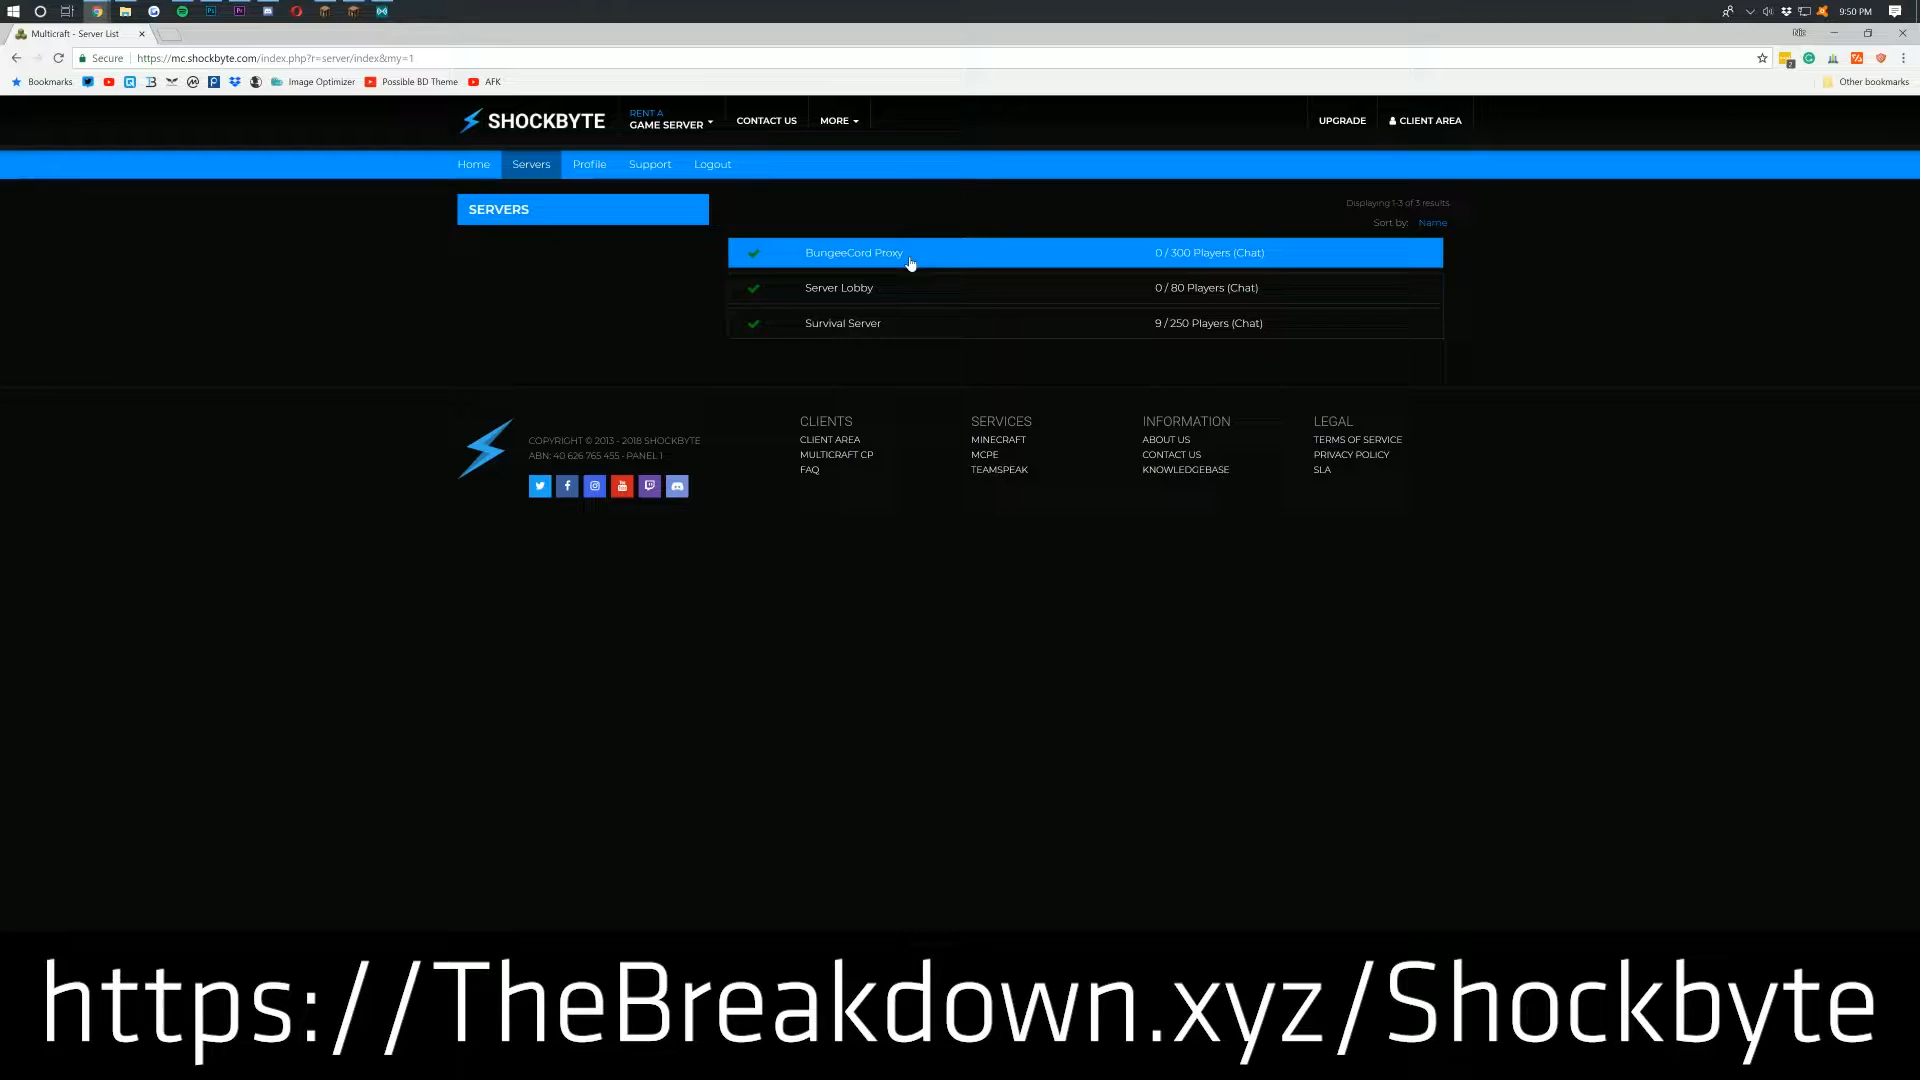 9:50 PM
Multicraft - Server List
Secure
https://mc.shockbyte.com/index.php?r=server/index&my=1
Bookmarks
Image Optimizer
Possible BD Theme
AFK
Other bookmarks
SHOCKBYTE
RENT A
GAME SERVER
CONTACT US
MORE
UPGRADE
CLIENT AREA
Home
Servers
Profile
Support
Logout
SERVERS
Displaying 1-3 of 3 results.
Sort by: Name
BungeeCord Proxy 0 / 300 Players (Chat)
Server Lobby 0 / 80 Players (Chat)
Survival Server 9 / 250 Players (Chat)
COPYRIGHT © 2013 - 2018 SHOCKBYTE
ABN: 40 626 765 455 - PANEL 1
CLIENTS
CLIENT AREA
MULTICRAFT CP
FAQ
SERVICES
MINECRAFT
MCPE
TEAMSPEAK
INFORMATION
ABOUT US
CONTACT US
KNOWLEDGEBASE
LEGAL
TERMS OF SERVICE
PRIVACY POLICY
SLA
https://TheBreakdown.xyz/Shockbyte